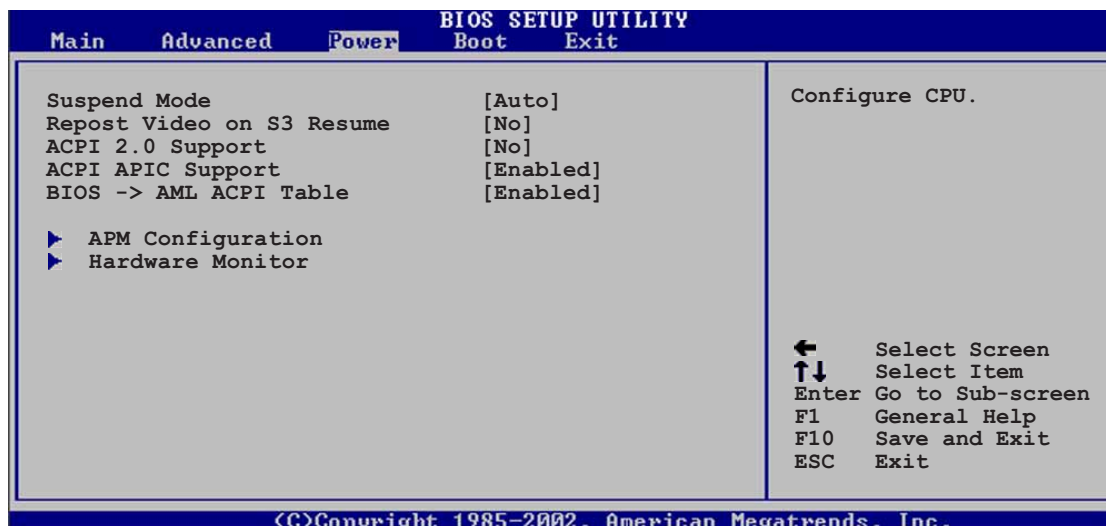 BIOS SETUP UTILITY
Main Advanced Power Boot Exit
Suspend Mode [Auto]
Repost Video on S3 Resume [No]
ACPI 2.0 Support [No]
ACPI APIC Support [Enabled]
BIOS -> AML ACPI Table [Enabled]
APM Configuration
Hardware Monitor
Configure CPU.
Select Screen
Select Item
Enter Go to Sub-screen
F1 General Help
F10 Save and Exit
ESC Exit
(C)Copyright 1985-2002, American Megatrends, Inc.